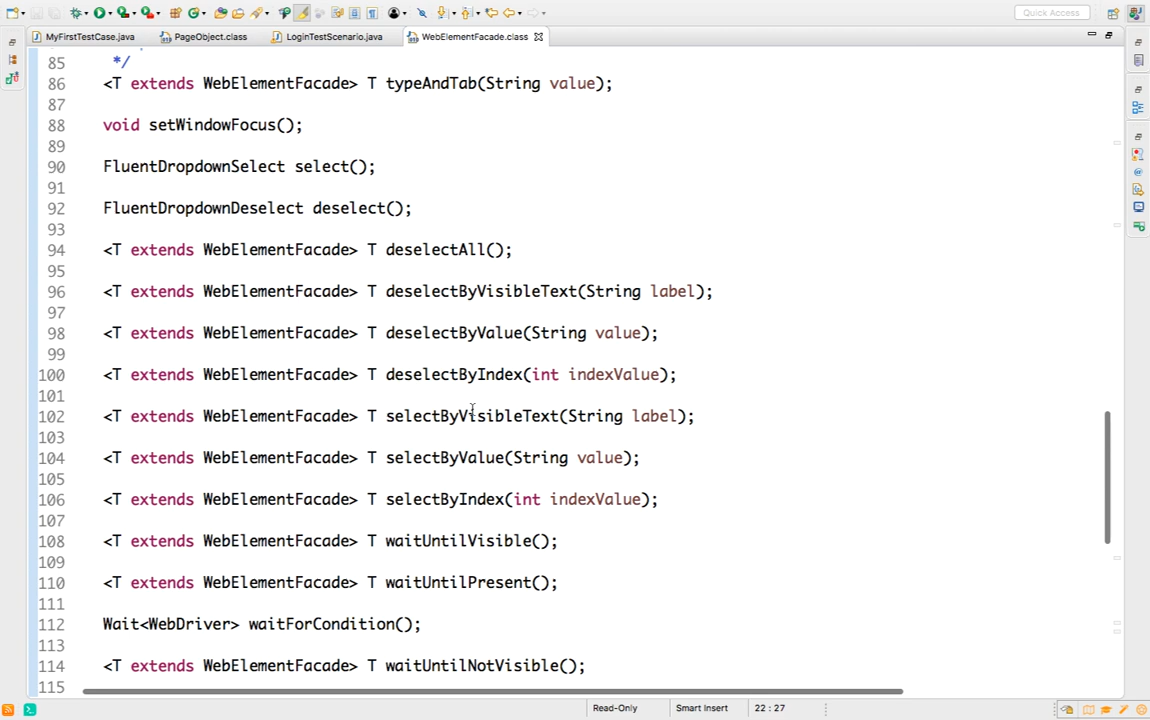 Quick Access
MyFirstTestCase.java
PageObject.class
LoginTestScenario.java
WebElementFacade.class
85 */
86 <T extends WebElementFacade> T typeAndTab(String value);
87
88 void setWindowFocus();
89
90 FluentDropdownSelect select();
91
92 FluentDropdownDeselect deselect();
93
94 <T extends WebElementFacade> T deselectAll();
95
96 <T extends WebElementFacade> T deselectByVisibleText(String label);
97
98 <T extends WebElementFacade> T deselectByValue(String value);
99
100 <T extends WebElementFacade> T deselectByIndex(int indexValue);
101
102 <T extends WebElementFacade> T selectByVisibleText(String label);
103
104 <T extends WebElementFacade> T selectByValue(String value);
105
106 <T extends WebElementFacade> T selectByIndex(int indexValue);
107
108 <T extends WebElementFacade> T waitUntilVisible();
109
110 <T extends WebElementFacade> T waitUntilPresent();
111
112 Wait<WebDriver> waitForCondition();
113
114 <T extends WebElementFacade> T waitUntilNotVisible();
115
Read-Only
Smart Insert
22 : 27